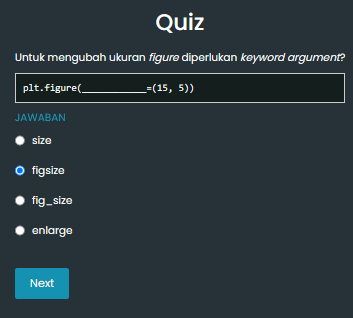 Quiz
Untuk mengubah ukuran figure diperlukan keyword argument?
plt.figure(____________=(15, 5))
JAWABAN
size
figsize
fig_size
enlarge
Next